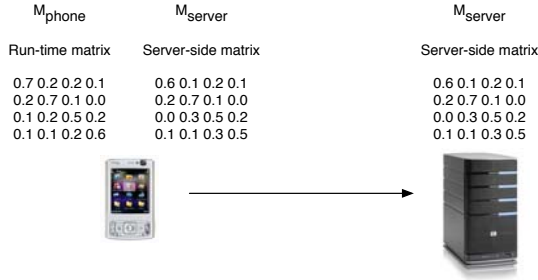 Mphone Mserver Mserver
Run-time matrix Server-side matrix Server-side matrix
0.7 0.2 0.2 0.1 0.6 0.1 0.2 0.1 0.6 0.1 0.2 0.1
0.2 0.7 0.1 0.0 0.2 0.7 0.1 0.0 0.2 0.7 0.1 0.0
0.1 0.2 0.5 0.2 0.0 0.3 0.5 0.2 0.0 0.3 0.5 0.2
0.1 0.1 0.2 0.6 0.1 0.1 0.3 0.5 0.1 0.1 0.3 0.5